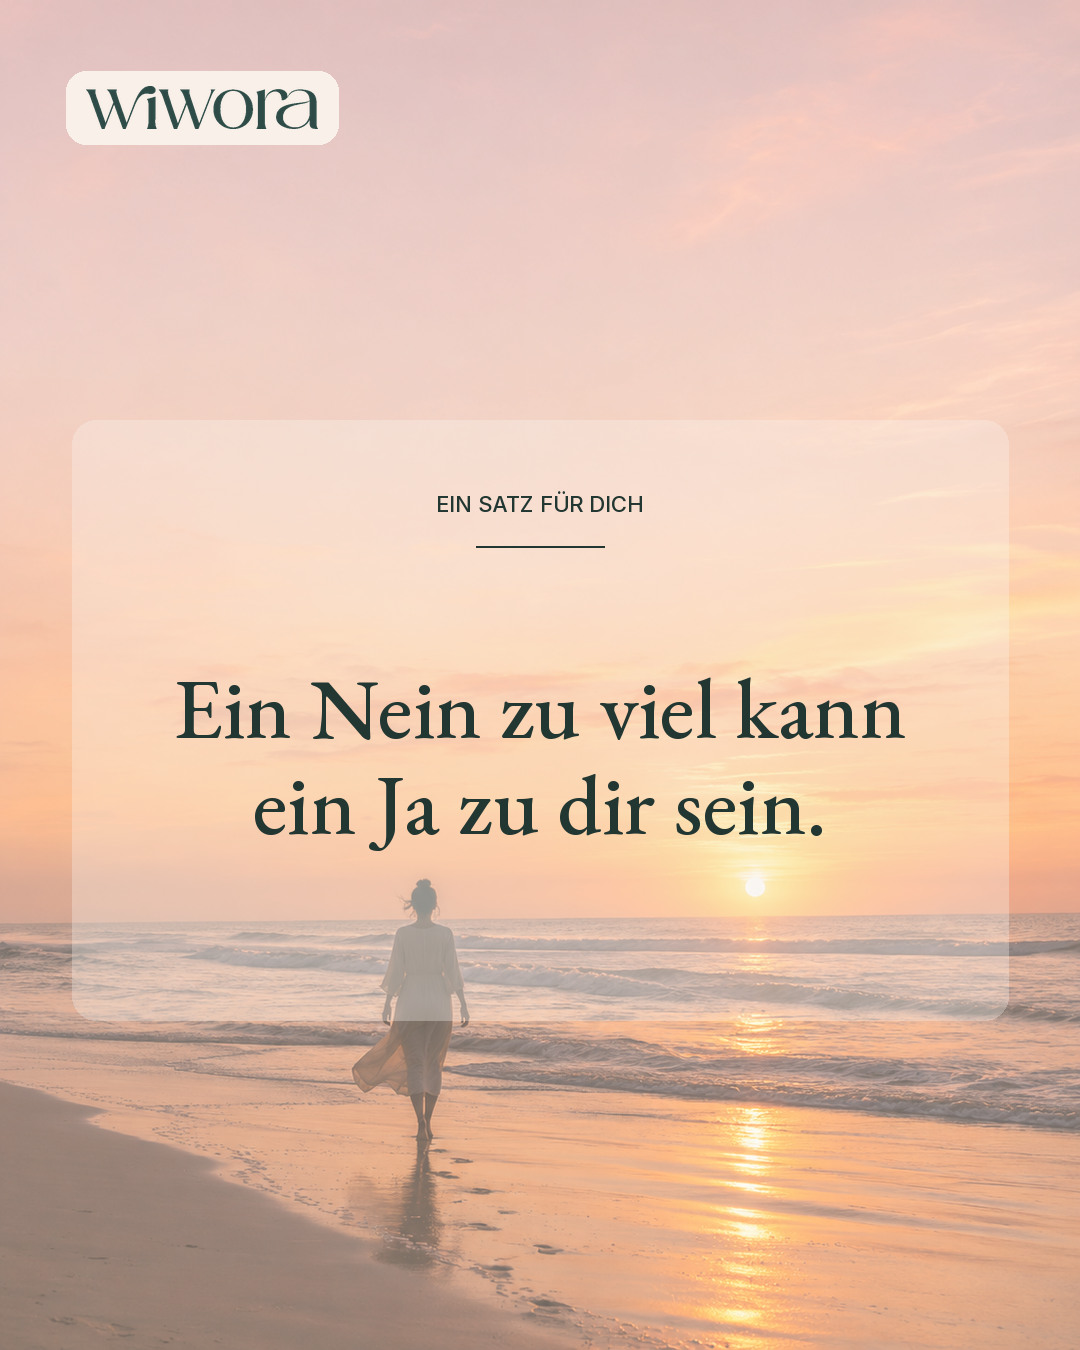 wiwora
EIN SATZ FÜR DICH
Ein Nein zu viel kann
ein Ja zu dir sein.